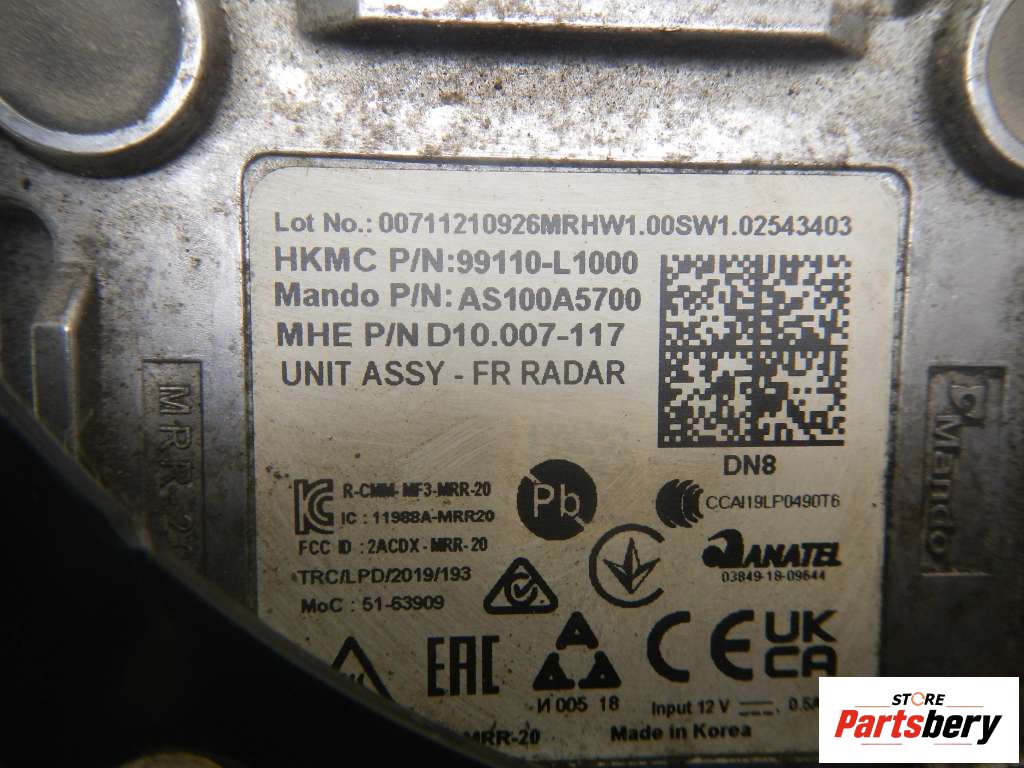 Lot No.: 00711210926MRHW1.00SW1.02543403
HKMC P/N:99110-L1000
Mando P/N: AS100A5700
MHE P/N D10.007-117
UNIT ASSY - FR RADAR
DN8
MRR-2
Mando
R-CMM- MF3-MRR-20
IC : 11988A-MRR20
FCC ID : 2ACDX - MRR-20
TRC/LPD/2019/193
MoC : 51-63909
Pb
CCAI19LP0490T6
ANATEL
03849-18-09644
EAC
И 005 18
CE
UK
CA
Input 12 V 0.5A
Made in Korea
MRR-20
STORE
Partsbery